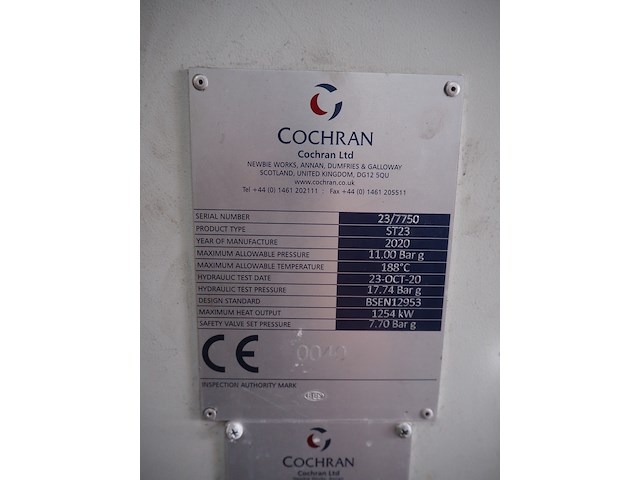 COCHRAN
Cochran Ltd
NEWBIE WORKS, ANNAN, DUMFRIES & GALLOWAY
SCOTLAND, UNITED KINGDOM, DG12 5QU
www.cochran.co.uk
Tel +44 (0) 1461 202111 : Fax +44 (0) 1461 205511
SERIAL NUMBER 23/7750
PRODUCT TYPE ST23
YEAR OF MANUFACTURE 2020
MAXIMUM ALLOWABLE PRESSURE 11.00 Bar g
MAXIMUM ALLOWABLE TEMPERATURE 188°C
HYDRAULIC TEST DATE 23-OCT-20
HYDRAULIC TEST PRESSURE 17.74 Bar g
DESIGN STANDARD BSEN12953
MAXIMUM HEAT OUTPUT 1254 kW
SAFETY VALVE SET PRESSURE 7.70 Bar g
CE
INSPECTION AUTHORITY MARK
COCHRAN
Cochran Ltd